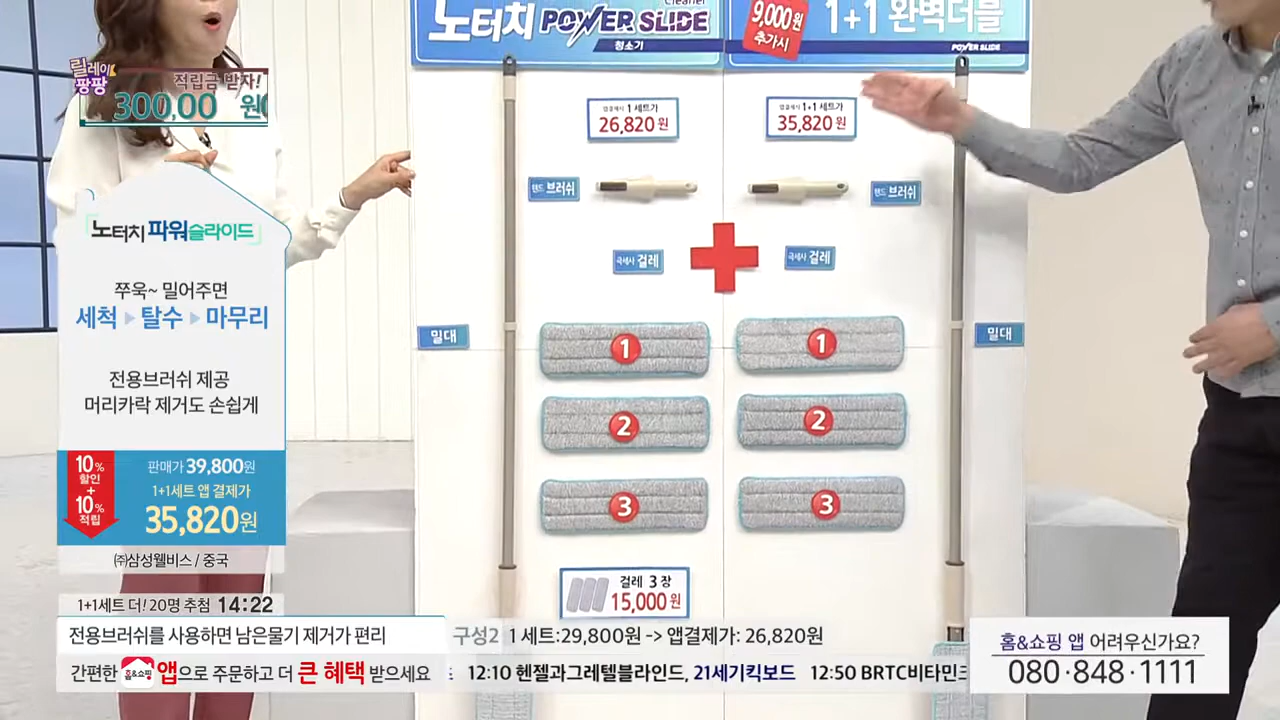 릴레이
팡팡
적립금 받자!
300,00 원
노터치 POWER SLIDE
Cleaner
청소기
9,000원
추가시
1+1 완벽더블
POWER SLIDE
앱결제시 1 세트가
26,820원
앱결제시 1+1 세트가
35,820원
핸드 브러쉬
핸드 브러쉬
극세사 걸레
극세사 걸레
밀대
밀대
1
1
2
2
3
3
걸레 3 장
15,000원
노터치 파워슬라이드
쭈욱~ 밀어주면
세척 ▶ 탈수 ▶ 마무리
전용브러쉬 제공
머리카락 제거도 손쉽게
10%
할인
+
10%
적립
판매가 39,800원
1+1세트 앱 결제가
35,820원
㈜삼성웰비스 / 중국
1+1세트 더! 20명 추첨 14:22
전용브러쉬를 사용하면 남은물기 제거가 편리
구성2 1 세트:29,800원 -> 앱결제가: 26,820원
간편한 홈&쇼핑 앱으로 주문하고 더 큰 혜택 받으세요
12:10 헨젤과그레텔블라인드, 21세기킥보드 12:50 BRTC비타민
홈&쇼핑 앱 어려우신가요?
080·848·1111